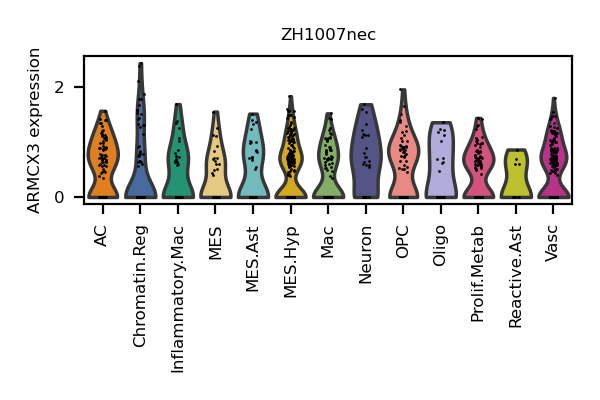 ZH1007nec
ARMCX3 expression
2
0
AC
Chromatin.Reg
Inflammatory.Mac
MES
MES.Ast
MES.Hyp
Mac
Neuron
OPC
Oligo
Prolif.Metab
Reactive.Ast
Vasc